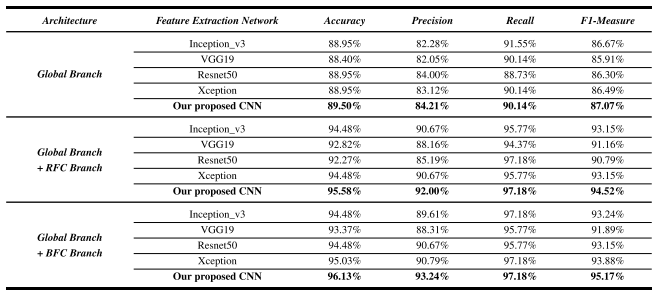 Architecture Feature Extraction Network Accuracy Precision Recall F1-Measure
Inception_v3 88.95% 82.28% 91.55% 86.67%
VGG19 88.40% 82.05% 90.14% 85.91%
Global Branch Resnet50 88.95% 84.00% 88.73% 86.30%
Xception 88.95% 83.12% 90.14% 86.49%
Our proposed CNN 89.50% 84.21% 90.14% 87.07%
Inception_v3 94.48% 90.67% 95.77% 93.15%
Global Branch VGG19 92.82% 88.16% 94.37% 91.16%
+ RFC Branch Resnet50 92.27% 85.19% 97.18% 90.79%
Xception 94.48% 90.67% 95.77% 93.15%
Our proposed CNN 95.58% 92.00% 97.18% 94.52%
Inception_v3 94.48% 89.61% 97.18% 93.24%
Global Branch VGG19 93.37% 88.31% 95.77% 91.89%
+ BFC Branch Resnet50 94.48% 90.67% 95.77% 93.15%
Xception 95.03% 90.79% 97.18% 93.88%
Our proposed CNN 96.13% 93.24% 97.18% 95.17%